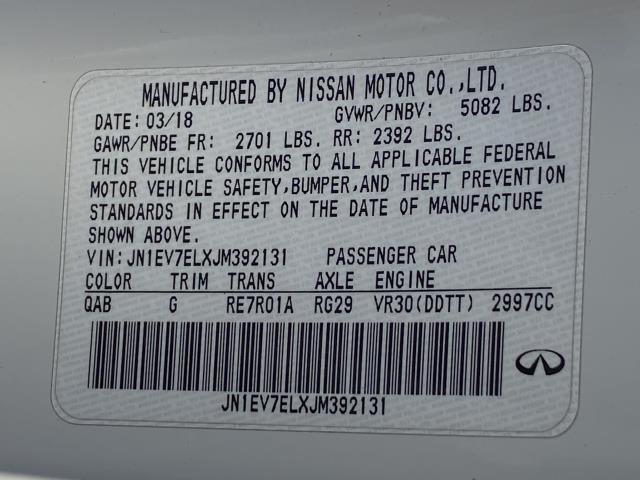 MANUFACTURED BY NISSAN MOTOR CO.,LTD.
DATE: 03/18 GVWR/PNBV: 5082 LBS.
GAWR/PNBE FR: 2701 LBS. RR: 2392 LBS.
THIS VEHICLE CONFORMS TO ALL APPLICABLE FEDERAL
MOTOR VEHICLE SAFETY,BUMPER,AND THEFT PREVENTION
STANDARDS IN EFFECT ON THE DATE OF MANUFACTURE
SHOWN ABOVE.
VIN: JN1EV7ELXJM392131 PASSENGER CAR
COLOR TRIM TRANS AXLE ENGINE
QAB G RE7R01A RG29 VR30(DDTT) 2997CC
JN1EV7ELXJM392131